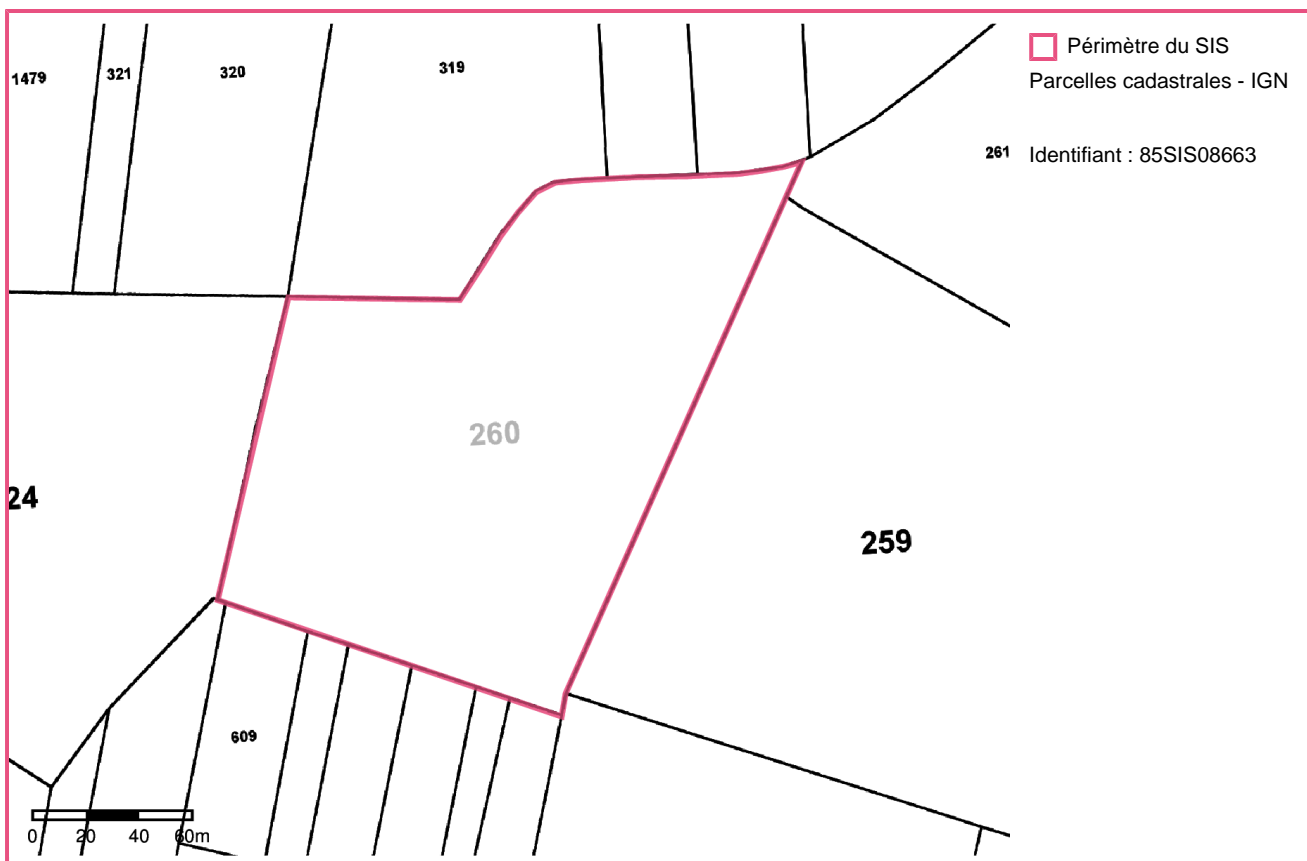 Périmètre du SIS
Parcelles cadastrales - IGN
Identifiant : 85SIS08663
1479
321
320
319
261
260
24
259
609
0 20 40 60m